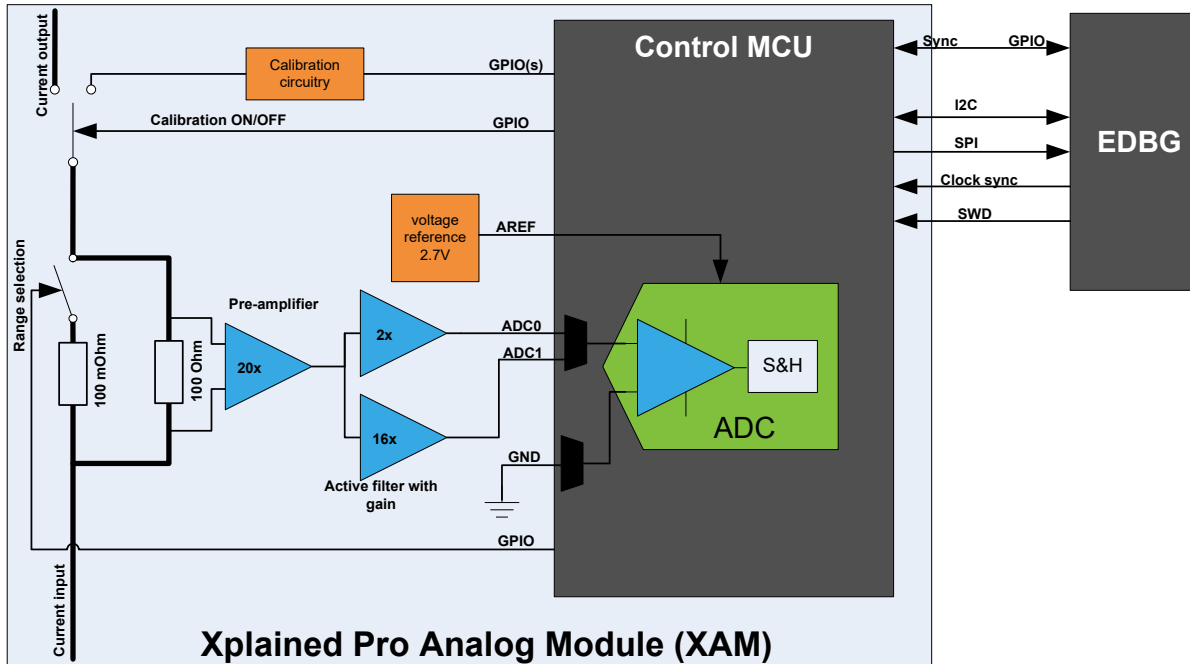 Current output
Calibration
circuitry
GPIO(s)
Control MCU
Sync
GPIO
Calibration ON/OFF
GPIO
I2C
SPI
EDBG
Clock sync
SWD
voltage
reference
2.7V
AREF
Range selection
Pre-amplifier
100 mOhm
100 Ohm
20x
2x
ADC0
ADC1
S&H
ADC
16x
GND
Active filter with
gain
GPIO
Current input
Xplained Pro Analog Module (XAM)